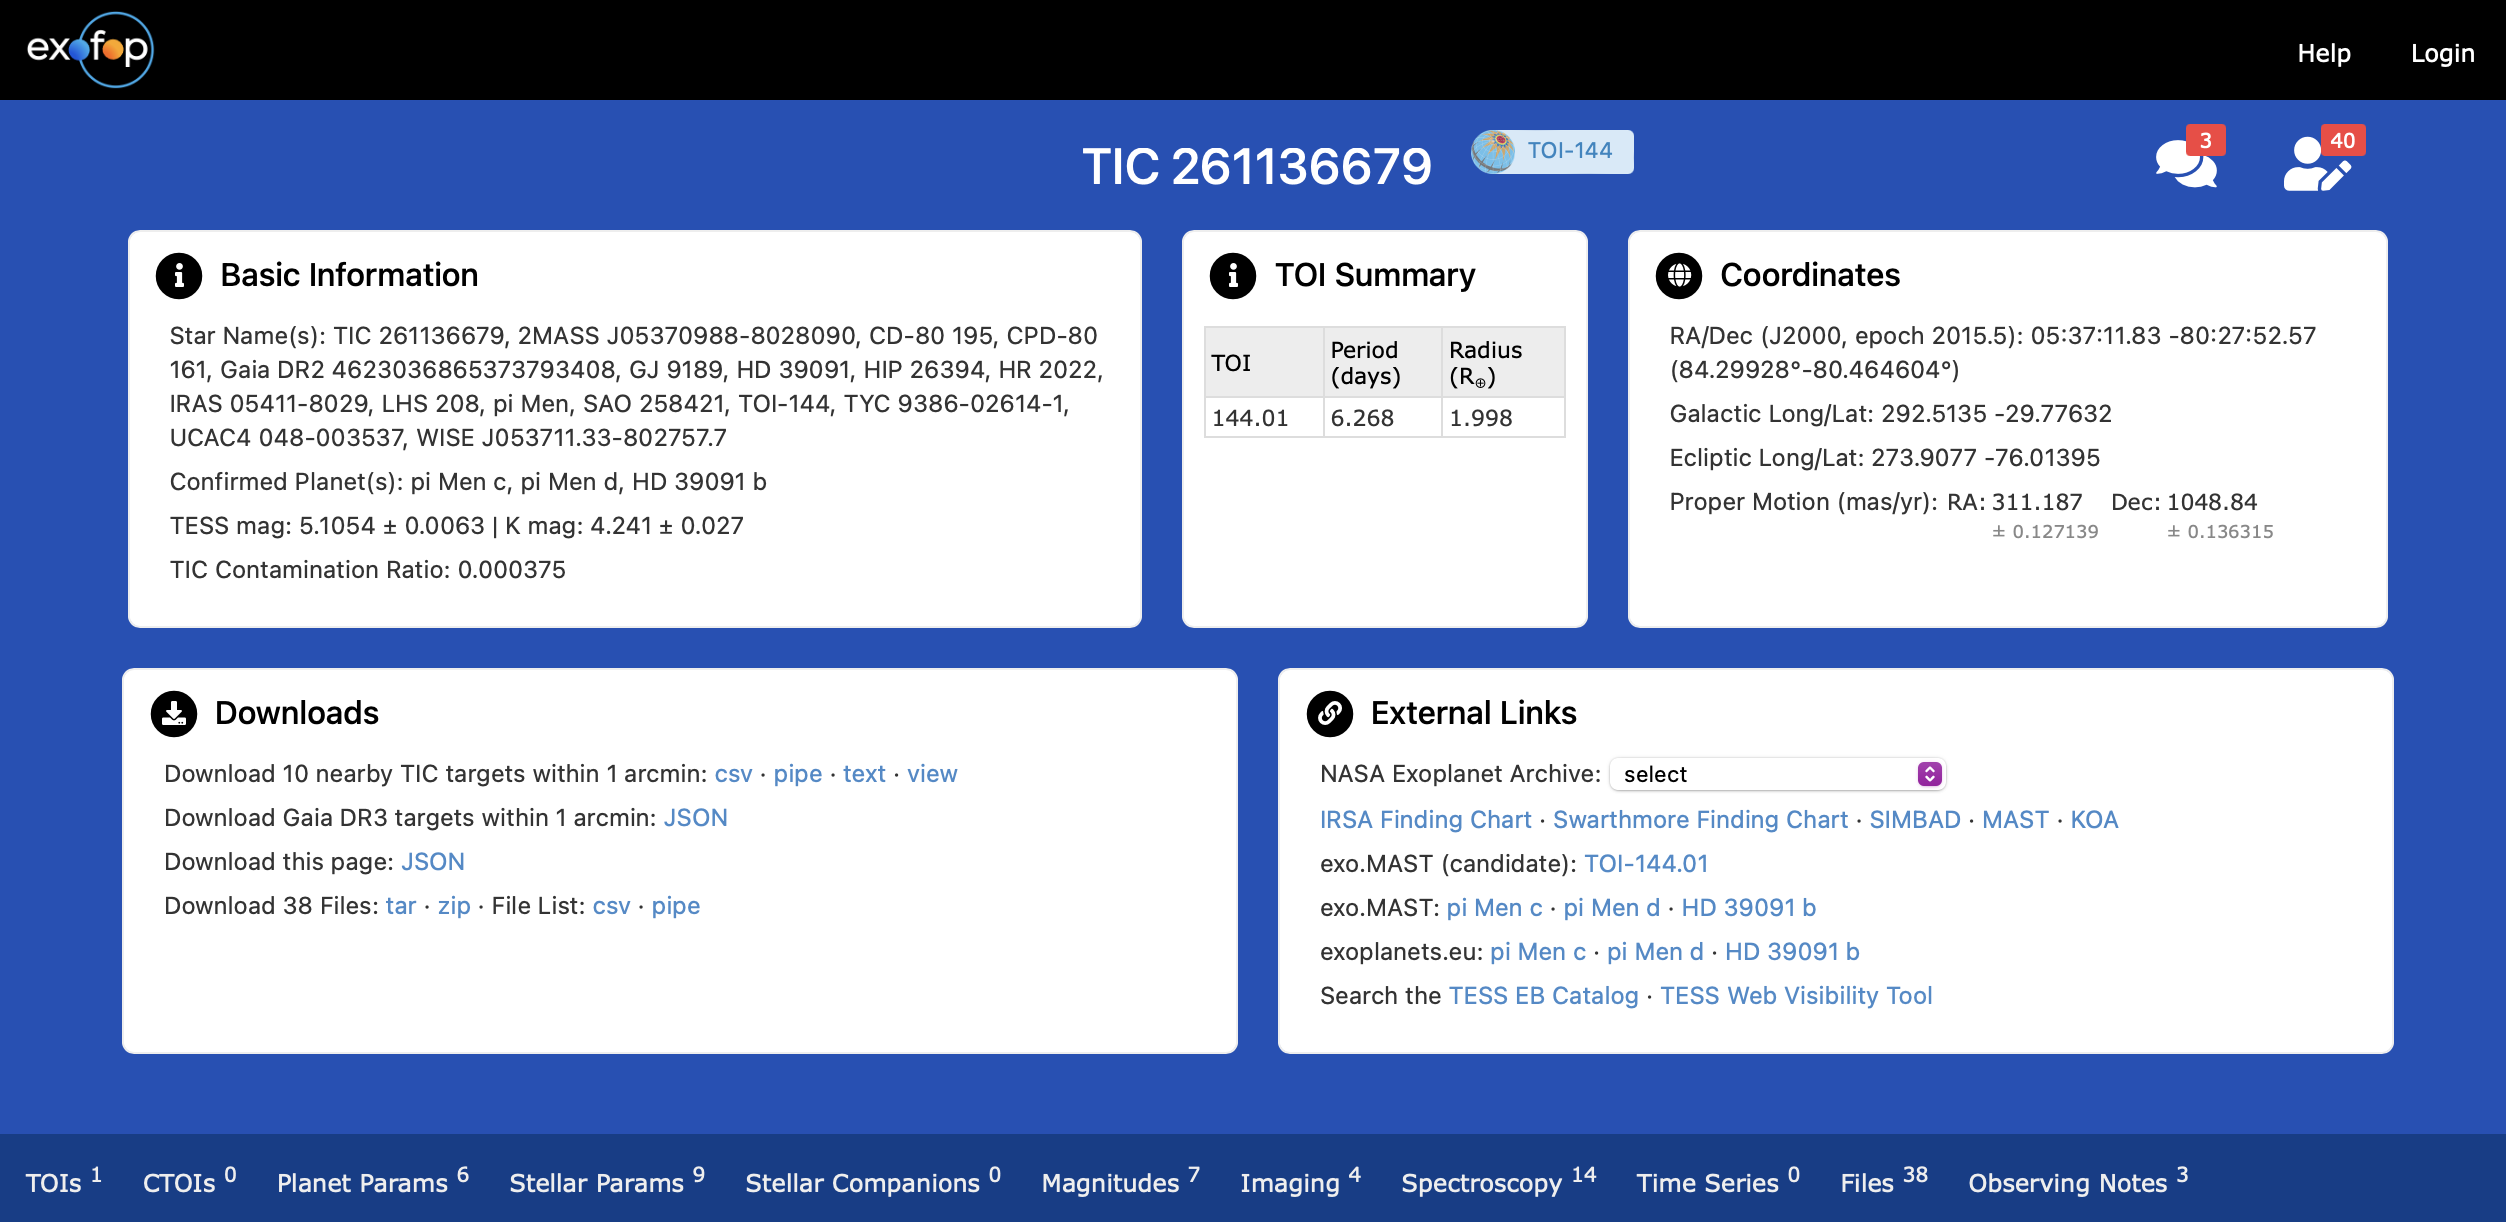 exofop
Help
Login
TIC 261136679
TOI-144
3
40
Basic Information
Star Name(s): TIC 261136679, 2MASS J05370988-8028090, CD-80 195, CPD-80
161, Gaia DR2 4623036865373793408, GJ 9189, HD 39091, HIP 26394, HR 2022,
IRAS 05411-8029, LHS 208, pi Men, SAO 258421, TOI-144, TYC 9386-02614-1,
UCAC4 048-003537, WISE J053711.33-802757.7
Confirmed Planet(s): pi Men c, pi Men d, HD 39091 b
TESS mag: 5.1054 ± 0.0063 | K mag: 4.241 ± 0.027
TIC Contamination Ratio: 0.000375
TOI Summary
TOI Period (days) Radius (R⊕)
144.01 6.268 1.998
Coordinates
RA/Dec (J2000, epoch 2015.5): 05:37:11.83 -80:27:52.57
(84.29928°-80.464604°)
Galactic Long/Lat: 292.5135 -29.77632
Ecliptic Long/Lat: 273.9077 -76.01395
Proper Motion (mas/yr): RA: 311.187 Dec: 1048.84
± 0.127139 ± 0.136315
Downloads
Download 10 nearby TIC targets within 1 arcmin: csv · pipe · text · view
Download Gaia DR3 targets within 1 arcmin: JSON
Download this page: JSON
Download 38 Files: tar · zip · File List: csv · pipe
External Links
NASA Exoplanet Archive: select
IRSA Finding Chart · Swarthmore Finding Chart · SIMBAD · MAST · KOA
exo.MAST (candidate): TOI-144.01
exo.MAST: pi Men c · pi Men d · HD 39091 b
exoplanets.eu: pi Men c · pi Men d · HD 39091 b
Search the TESS EB Catalog · TESS Web Visibility Tool
TOIs 1 CTOIs 0 Planet Params 6 Stellar Params 9 Stellar Companions 0 Magnitudes 7 Imaging 4 Spectroscopy 14 Time Series 0 Files 38 Observing Notes 3